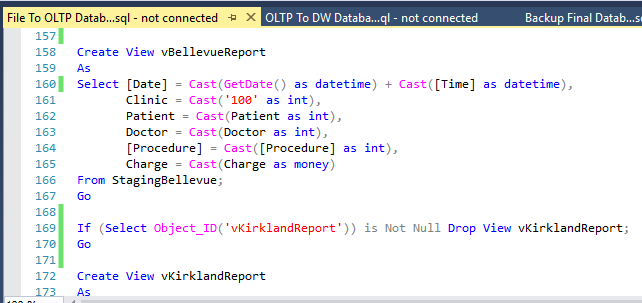 File To OLTP Datab...sql - not connected
OLTP To DW Databa...ql - not connected
Backup Final Datab...s
157
158 Create View vBellevueReport
159 As
160 Select [Date] = Cast(GetDate() as datetime) + Cast([Time] as datetime),
161 Clinic = Cast('100' as int),
162 Patient = Cast(Patient as int),
163 Doctor = Cast(Doctor as int),
164 [Procedure] = Cast([Procedure] as int),
165 Charge = Cast(Charge as money)
166 From StagingBellevue;
167 Go
168
169 If (Select Object_ID('vKirklandReport')) is Not Null Drop View vKirklandReport;
170 Go
171
172 Create View vKirklandReport
173 As